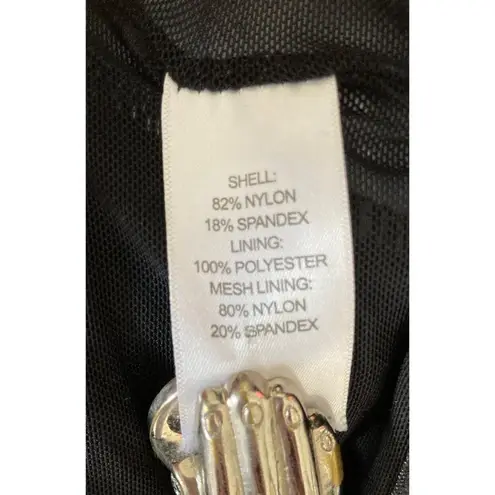 SHELL:
82% NYLON
18% SPANDEX
LINING:
100% POLYESTER
MESH LINING:
80% NYLON
20% SPANDEX